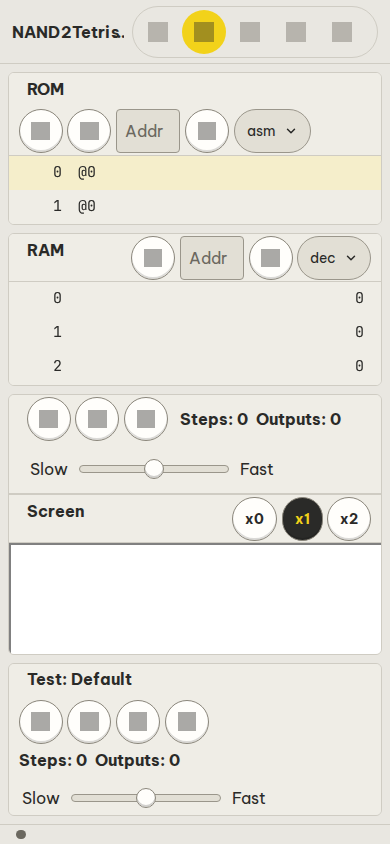 NAND2Tetris..
ROM
Addr asm
0 @0
1 @0
RAM Addr dec
0 0
1 0
2 0
Steps: 0 Outputs: 0
Slow Fast
Screen x0 x1 x2
Test: Default
Steps: 0 Outputs: 0
Slow Fast